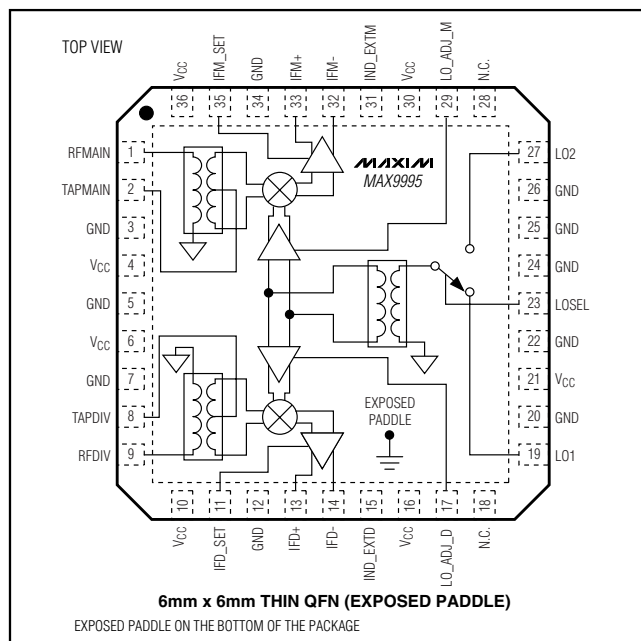 TOP VIEW
VCC
IFM_SET
GND
IFM+
IFM-
IND_EXTM
VCC
LO_ADJ_M
N.C.
36
35
34
33
32
31
30
29
28
RFMAIN 1
TAPMAIN 2
GND 3
VCC 4
GND 5
VCC 6
GND 7
TAPDIV 8
RFDIV 9
MAXIM
MAX9995
EXPOSED
PADDLE
27 LO2
26 GND
25 GND
24 GND
23 LOSEL
22 GND
21 VCC
20 GND
19 LO1
10
11
12
13
14
15
16
17
18
VCC
IFD_SET
GND
IFD+
IFD-
IND_EXTD
VCC
LO_ADJ_D
N.C.
6mm x 6mm THIN QFN (EXPOSED PADDLE)
EXPOSED PADDLE ON THE BOTTOM OF THE PACKAGE